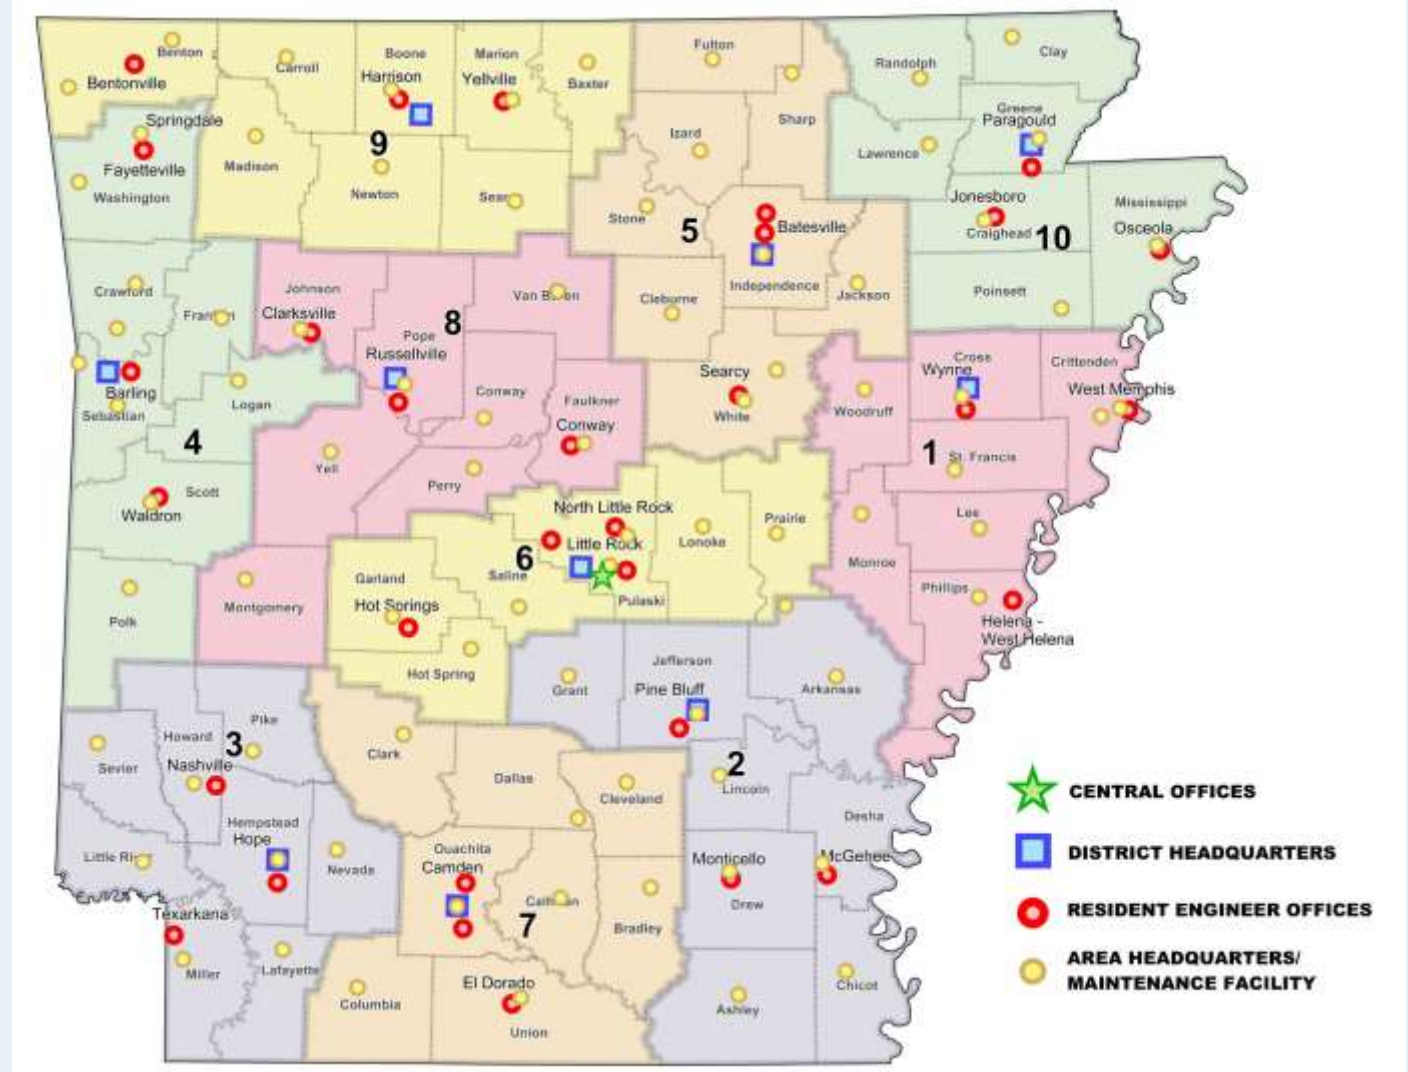 Benton
Bentonville
Carroll
Boone
Harrison
Marion
Yellville
Baxter
Fulton
Sharp
Izard
Randolph
Clay
Greene
Paragould
Lawrence
Springdale
Fayetteville
Washington
Madison
9
Newton
Stone
5
Batesville
Independence
Jackson
Jonesboro
Craighead
10
Mississippi
Osceola
Poinsett
Crawford
Johnson
Clarksville
Pope
Russellville
8
Cleburne
Searcy
White
Woodruff
Cross
Wynne
Crittenden
West Memphis
Barling
Sebastian
Logan
4
Conway
Faulkner
Conway
Yell
Perry
1
St. Francis
Scott
Waldron
North Little Rock
Little Rock
6
Saline
Pulaski
Lonoke
Prairie
Lee
Monroe
Phillips
Helena -
West Helena
Polk
Montgomery
Garland
Hot Springs
Hot Spring
Grant
Jefferson
Pine Bluff
Arkansas
Pike
Howard
3
Nashville
Sevier
Clark
Dallas
Cleveland
2
Lincoln
Desha
Hempstead
Hope
Nevada
Ouachita
Camden
7
Bradley
Monticello
Drew
McGehee
Texarkana
Miller
Lafayette
Columbia
El Dorado
Union
Ashley
Chicot
CENTRAL OFFICES
DISTRICT HEADQUARTERS
RESIDENT ENGINEER OFFICES
AREA HEADQUARTERS/
MAINTENANCE FACILITY